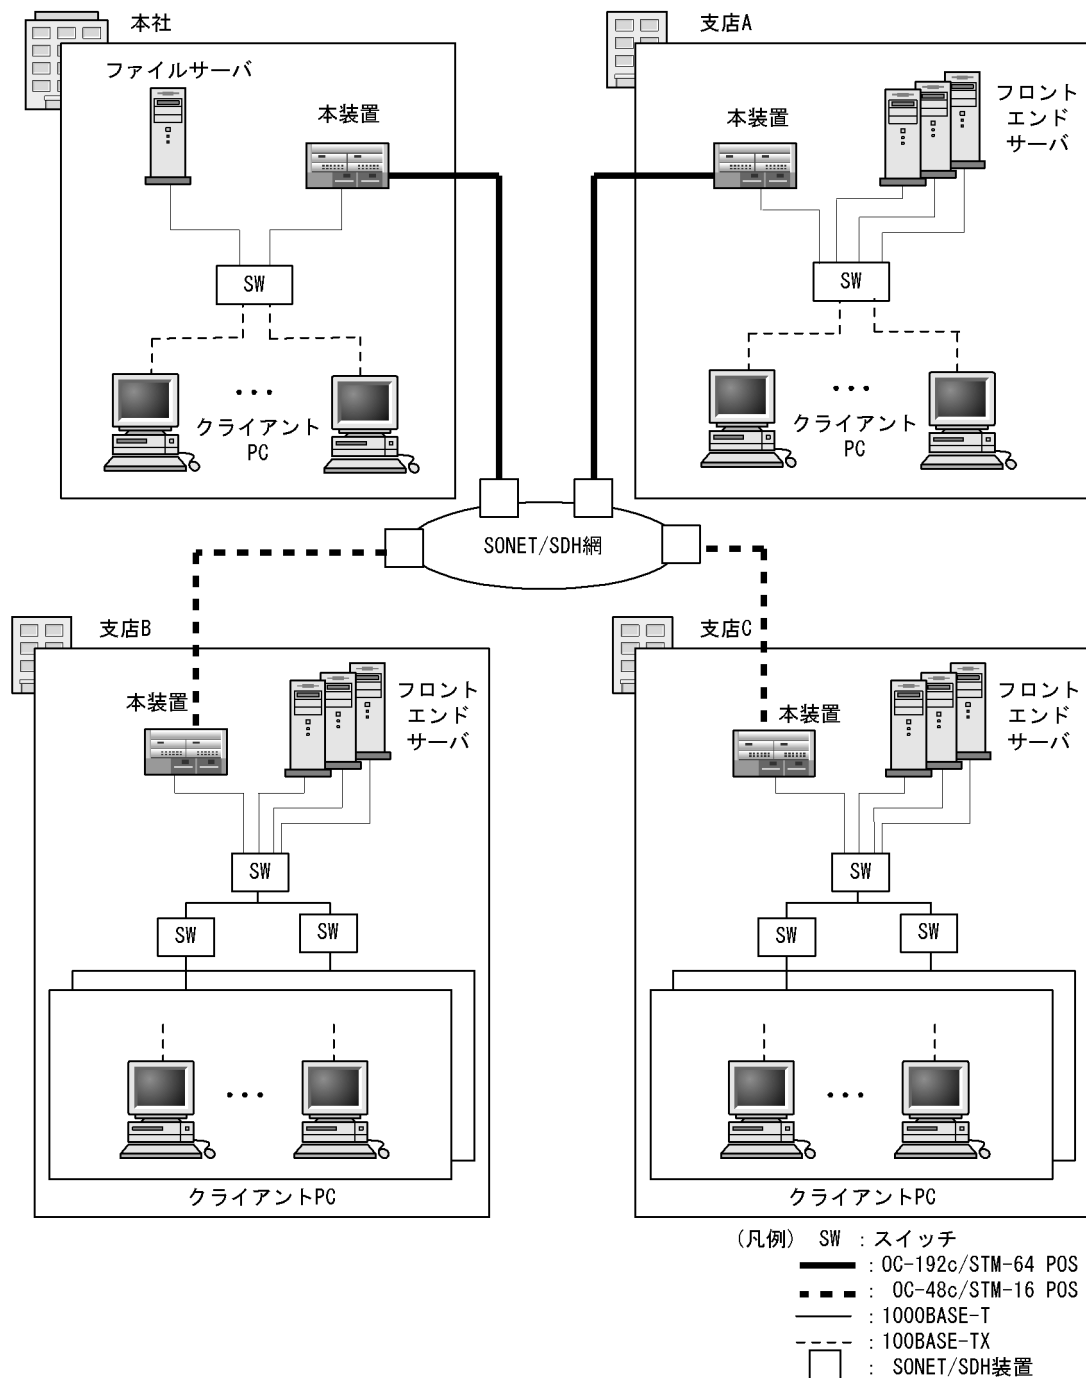 本社
ファイルサーバ
本装置
SW
・・・
クライアント
PC
支店A
本装置
フロント
エンド
サーバ
SW
・・・
クライアント
PC
SONET/SDH網
支店B
本装置
フロント
エンド
サーバ
SW
SW
SW
・・・
クライアントPC
支店C
本装置
フロント
エンド
サーバ
SW
SW
SW
・・・
クライアントPC
(凡例) SW : スイッチ
: OC-192c/STM-64 POS
: OC-48c/STM-16 POS
: 1000BASE-T
: 100BASE-TX
: SONET/SDH装置